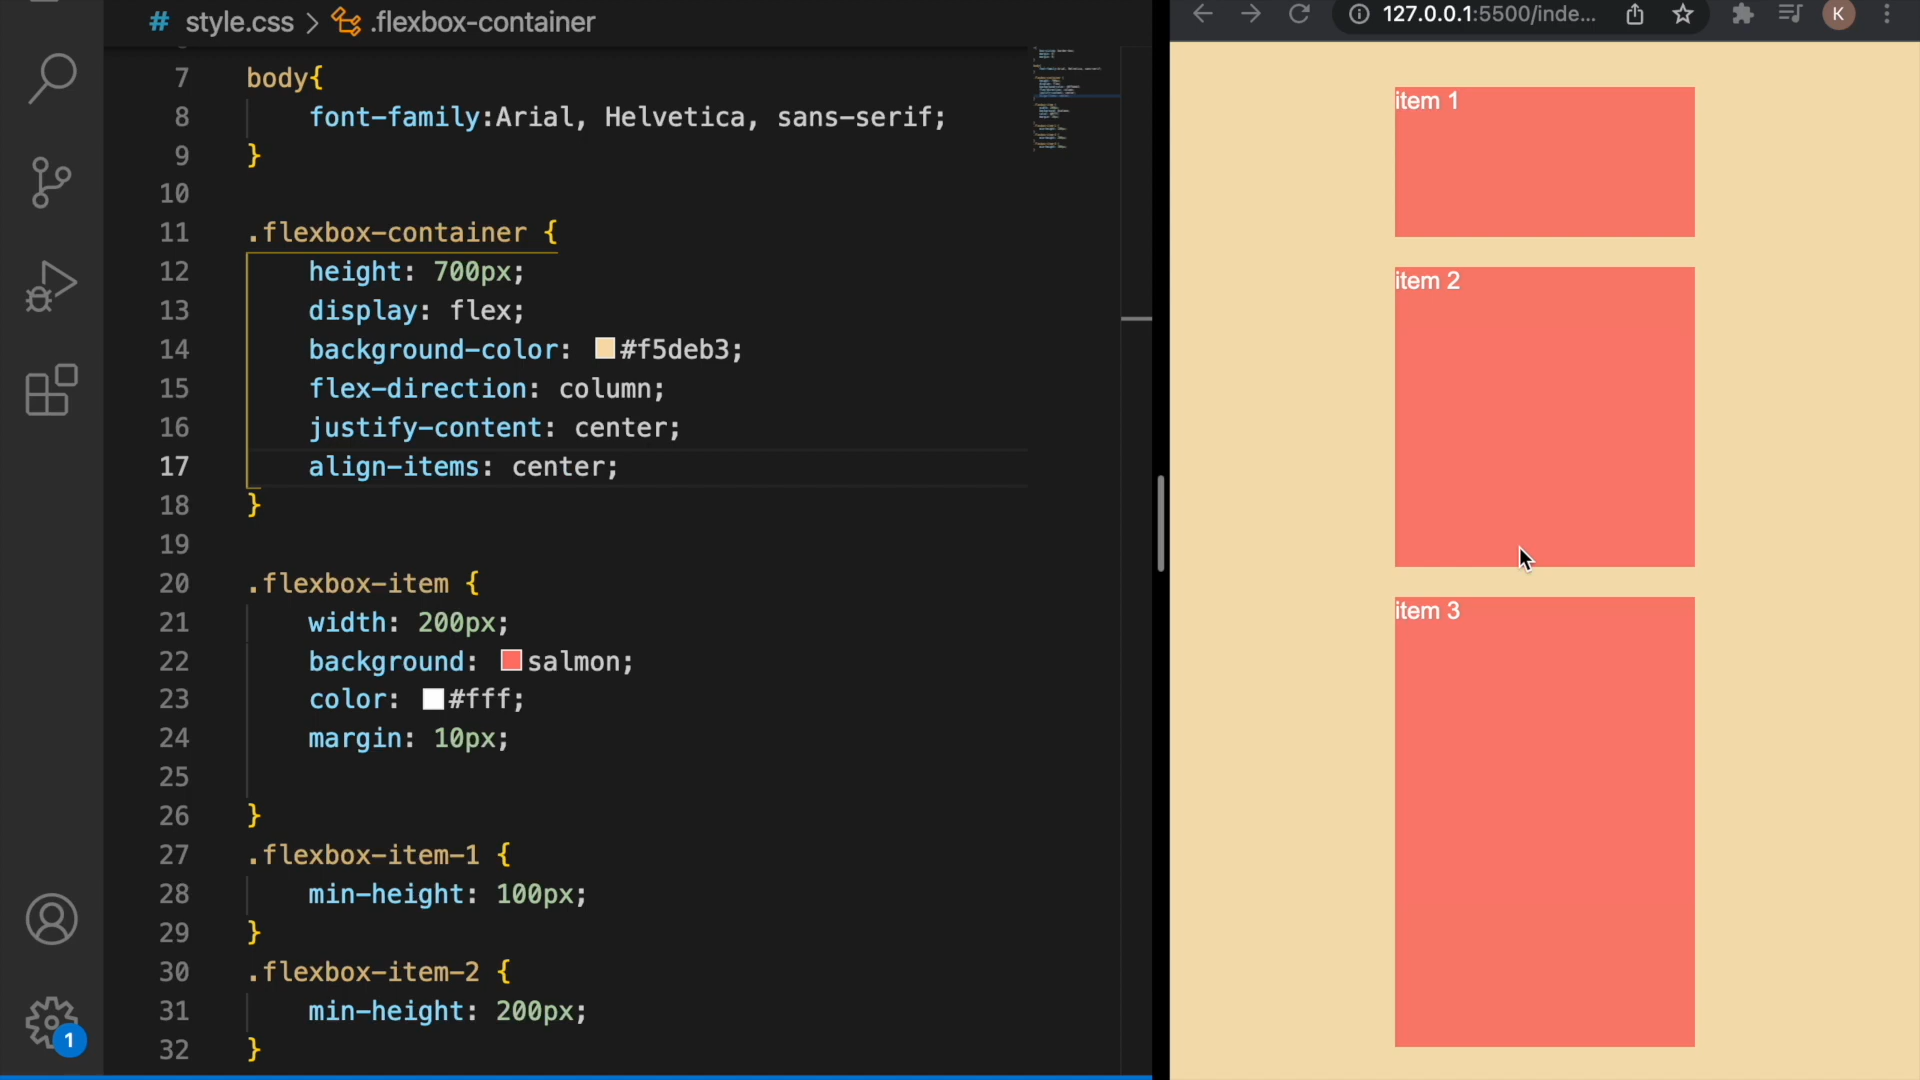 # style.css > .flexbox-container
7 body{
8 font-family:Arial, Helvetica, sans-serif;
9 }
10
11 .flexbox-container {
12 height: 700px;
13 display: flex;
14 background-color: #f5deb3;
15 flex-direction: column;
16 justify-content: center;
17 align-items: center;
18 }
19
20 .flexbox-item {
21 width: 200px;
22 background: salmon;
23 color: #fff;
24 margin: 10px;
25
26 }
27 .flexbox-item-1 {
28 min-height: 100px;
29 }
30 .flexbox-item-2 {
31 min-height: 200px;
32 }
1
127.0.0.1:5500/inde...
K
item 1
item 2
item 3